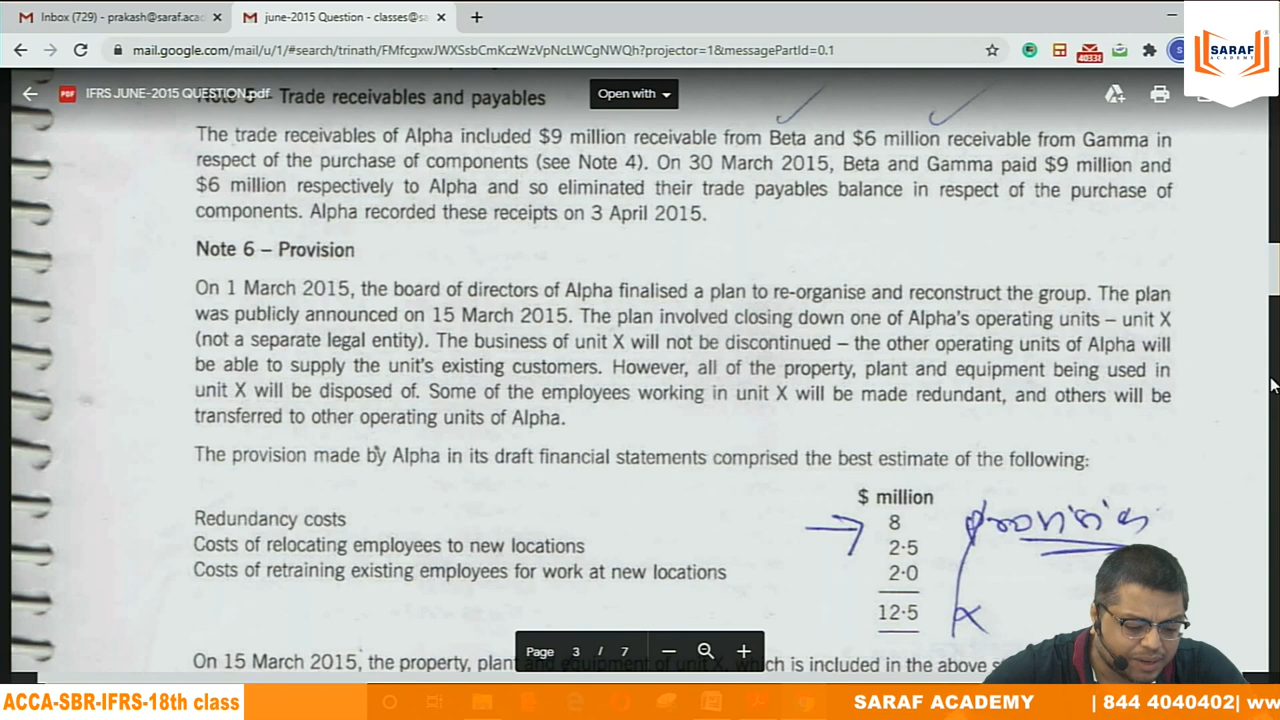 Inbox (729) - prakash@saraf.aca
june-2015 Question - classes@sa
mail.google.com/mail/u/1/#search/trinath/FMfcgxwJWXSsbCmKczWzVpNcLWCgNWQh?projector=1&messagePartId=0.1
40331
SARAF
ACADEMY
PDF
IFRS JUNE-2015 QUESTION.pdf
Open with
– Trade receivables and payables
The trade receivables of Alpha included $9 million receivable from Beta and $6 million receivable from Gamma in
respect of the purchase of components (see Note 4). On 30 March 2015, Beta and Gamma paid $9 million and
$6 million respectively to Alpha and so eliminated their trade payables balance in respect of the purchase of
components. Alpha recorded these receipts on 3 April 2015.
Note 6 – Provision
On 1 March 2015, the board of directors of Alpha finalised a plan to re-organise and reconstruct the group. The plan
was publicly announced on 15 March 2015. The plan involved closing down one of Alpha's operating units – unit X
(not a separate legal entity). The business of unit X will not be discontinued – the other operating units of Alpha will
be able to supply the unit's existing customers. However, all of the property, plant and equipment being used in
unit X will be disposed of. Some of the employees working in unit X will be made redundant, and others will be
transferred to other operating units of Alpha.
The provision made by Alpha in its draft financial statements comprised the best estimate of the following:
$ million
Redundancy costs 8
Costs of relocating employees to new locations 2·5
Costs of retraining existing employees for work at new locations 2·0
12·5
Page 3 / 7
On 15 March 2015, the property, plant and equipment of unit X, which is included in the above
ACCA-SBR-IFRS-18th class
SARAF ACADEMY | 844 4040402| ww